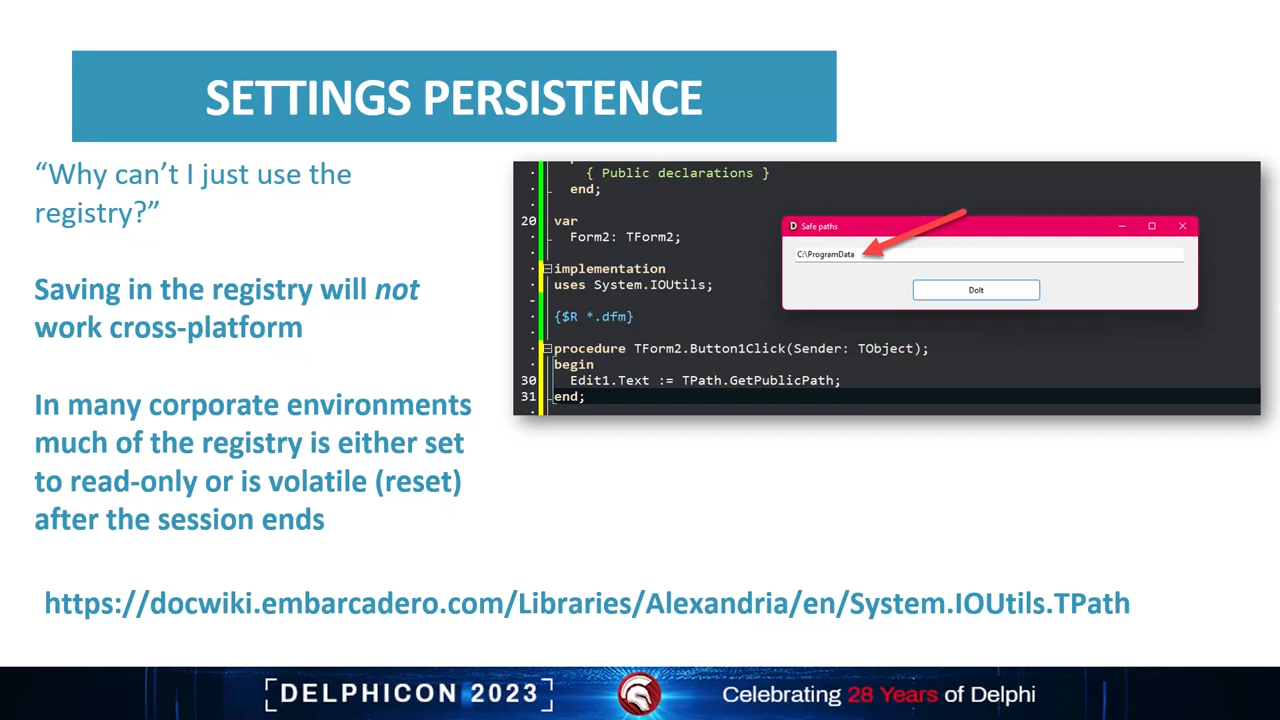 SETTINGS PERSISTENCE
“Why can’t I just use the
registry?”
Saving in the registry will not
work cross-platform
In many corporate environments
much of the registry is either set
to read-only or is volatile (reset)
after the session ends
{ Public declarations }
end;
20 var
Form2: TForm2;
implementation
uses System.IOUtils;
{$R *.dfm}
procedure TForm2.Button1Click(Sender: TObject);
begin
30 Edit1.Text := TPath.GetPublicPath;
31 end;
Safe paths
C:\ProgramData
DoIt
https://docwiki.embarcadero.com/Libraries/Alexandria/en/System.IOUtils.TPath
[DELPHICON 2023]
Celebrating 28 Years of Delphi